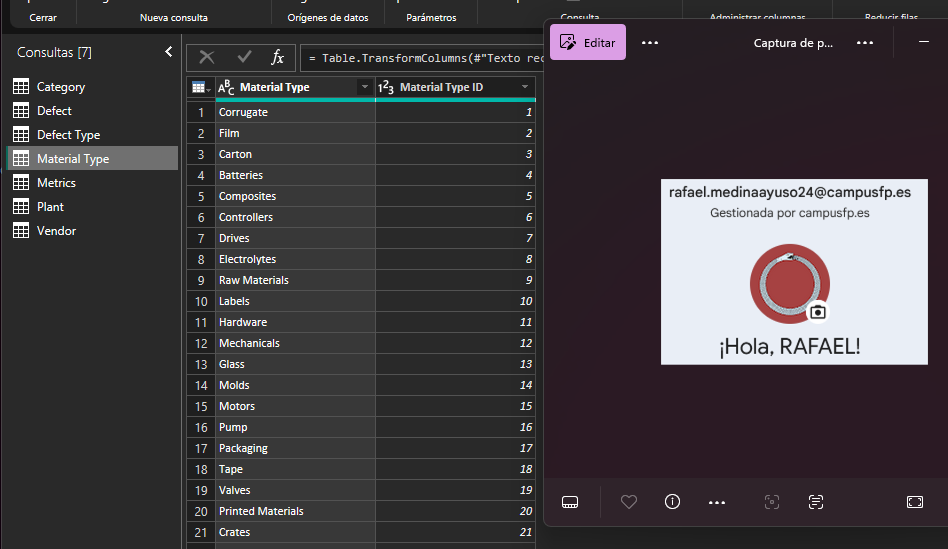 Cerrar
Nueva consulta
Orígenes de datos
Parámetros
Consulta
Administrar columnas
Reducir filas
Consultas [7]
Category
Defect
Defect Type
Material Type
Metrics
Plant
Vendor
fx
= Table.TransformColumns(#"Texto rec
ABC Material Type
123 Material Type ID
1 Corrugate 1
2 Film 2
3 Carton 3
4 Batteries 4
5 Composites 5
6 Controllers 6
7 Drives 7
8 Electrolytes 8
9 Raw Materials 9
10 Labels 10
11 Hardware 11
12 Mechanicals 12
13 Glass 13
14 Molds 14
15 Motors 15
16 Pump 16
17 Packaging 17
18 Tape 18
19 Valves 19
20 Printed Materials 20
21 Crates 21
Editar
Captura de p...
rafael.medinaayuso24@campusfp.es
Gestionada por campusfp.es
¡Hola, RAFAEL!